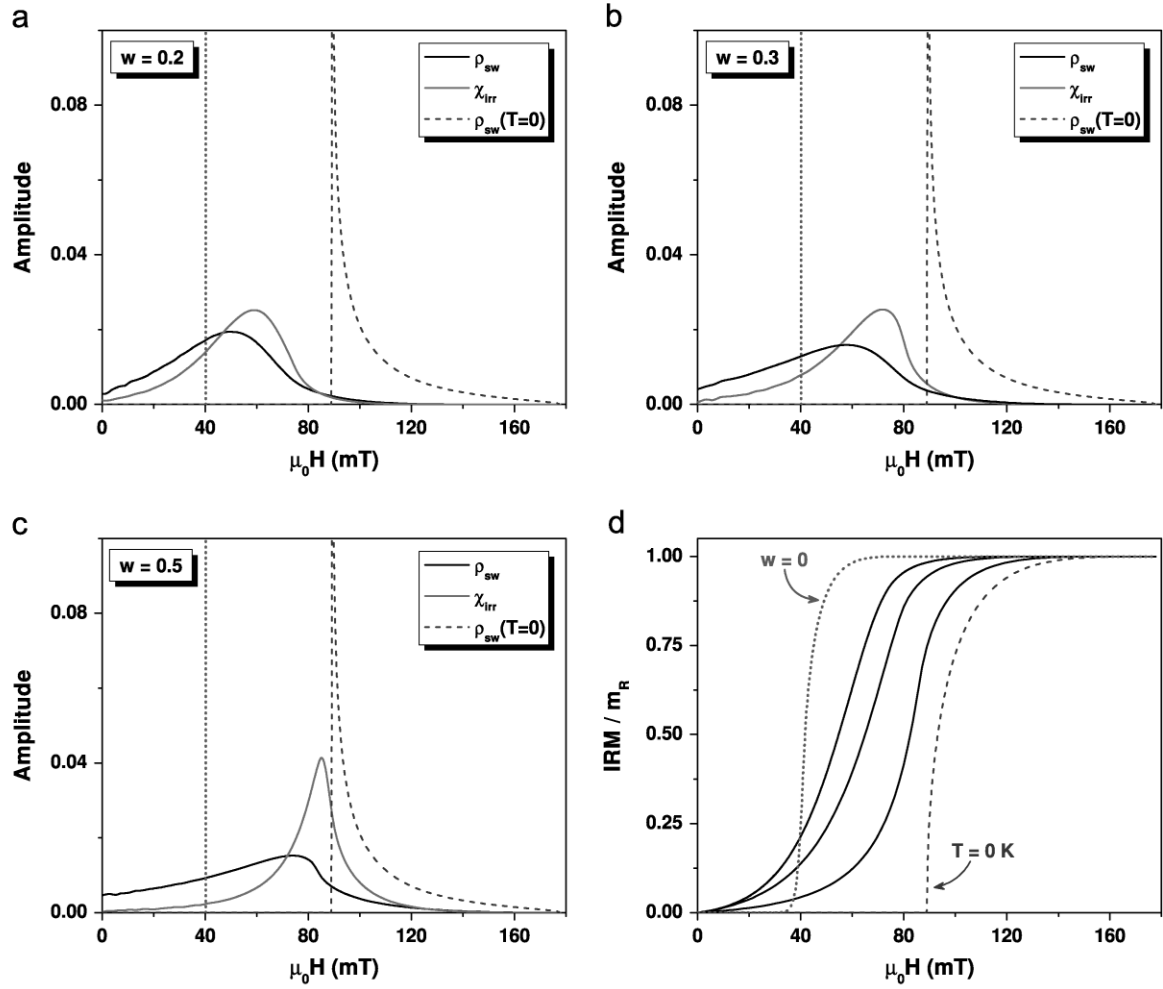 a
w = 0.2
ρsw
χirr
ρsw(T=0)
Amplitude
0.08
0.04
0.00
0 40 80 120 160
μ0H (mT)
b
w = 0.3
ρsw
χirr
ρsw(T=0)
Amplitude
0.08
0.04
0.00
0 40 80 120 160
μ0H (mT)
c
w = 0.5
ρsw
χirr
ρsw(T=0)
Amplitude
0.08
0.04
0.00
0 40 80 120 160
μ0H (mT)
d
w = 0
T = 0 K
IRM / mR
1.00
0.75
0.50
0.25
0.00
0 40 80 120 160
μ0H (mT)